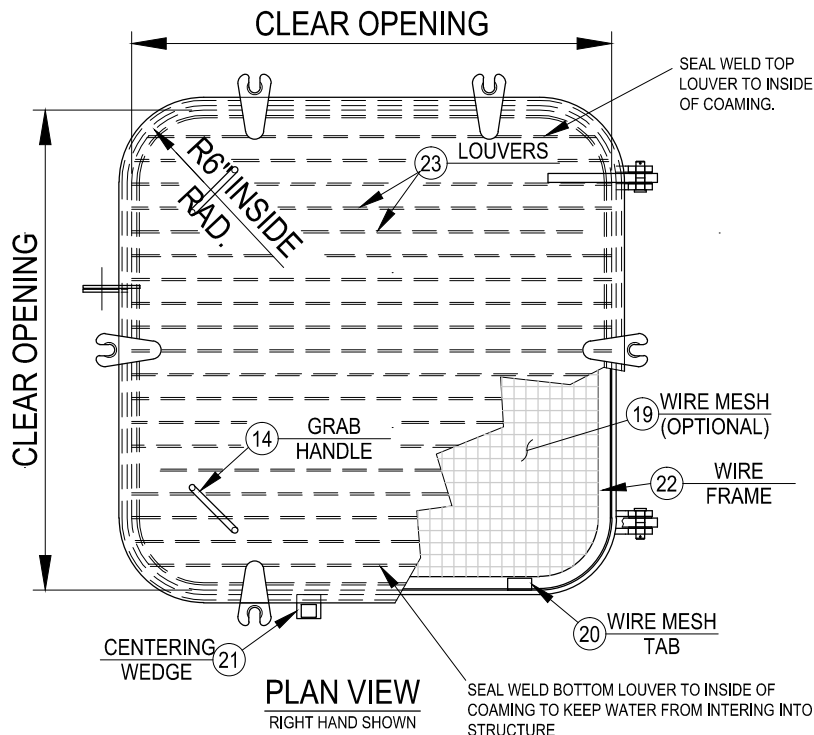 CLEAR OPENING
SEAL WELD TOP
LOUVER TO INSIDE
OF COAMING.
23 LOUVERS
R6" INSIDE
RAD.
CLEAR OPENING
14 GRAB
HANDLE
19 WIRE MESH
(OPTIONAL)
22 WIRE
FRAME
20 WIRE MESH
TAB
CENTERING
WEDGE 21
PLAN VIEW
RIGHT HAND SHOWN
SEAL WELD BOTTOM LOUVER TO INSIDE OF
COAMING TO KEEP WATER FROM INTERING INTO
STRUCTURE